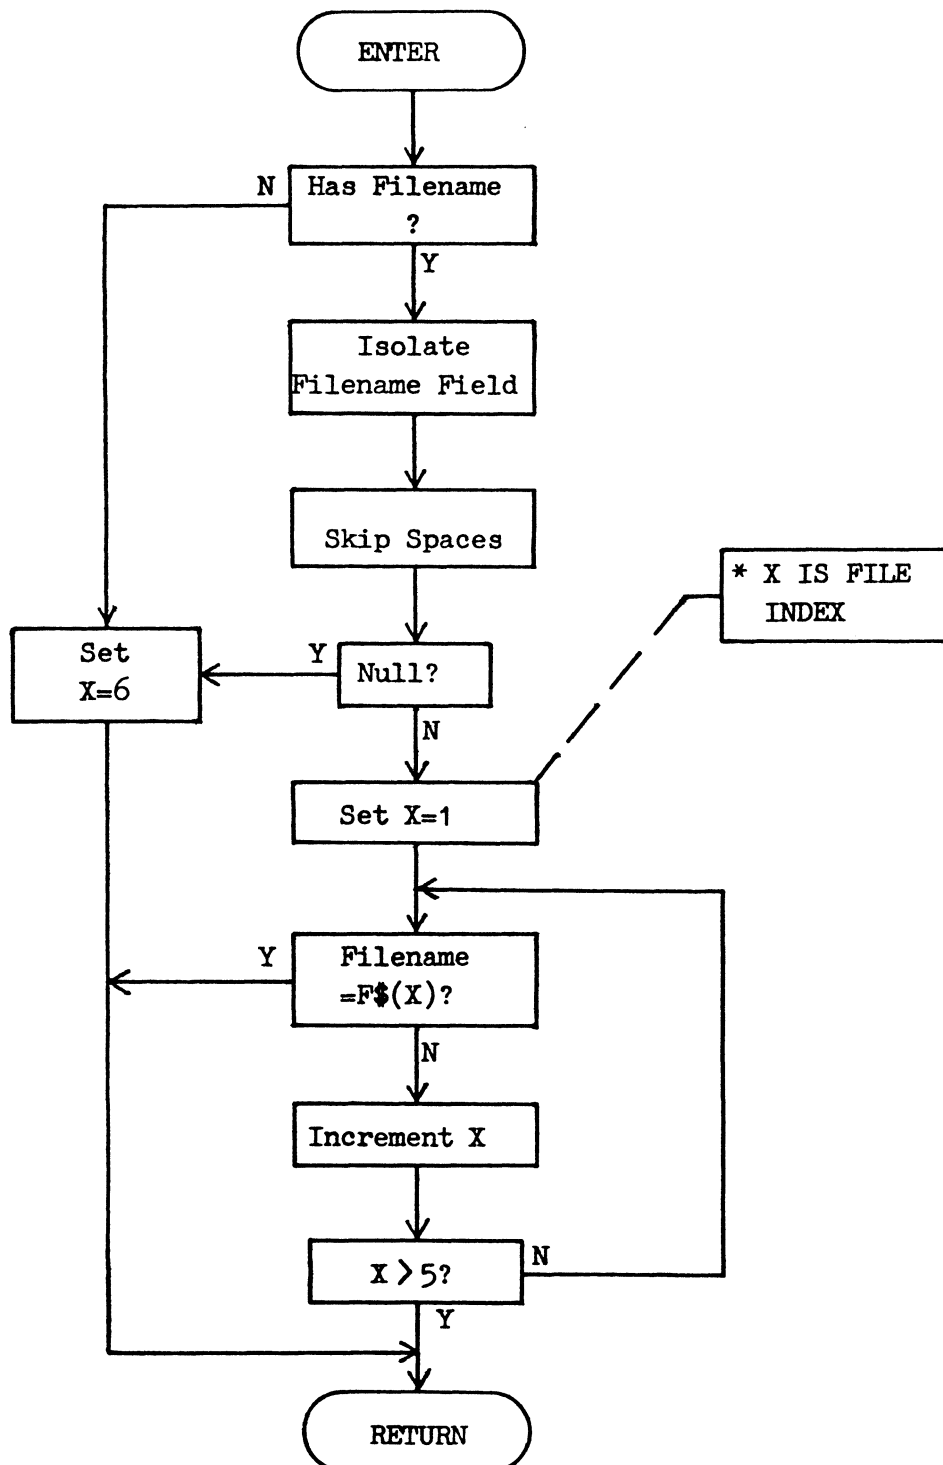 ENTER
N
Has Filename
?
Y
Isolate
Filename Field
Skip Spaces
* X IS FILE
INDEX
Set
X=6
Y
Null?
N
Set X=1
Y
Filename
=F$(X)?
N
Increment X
X > 5?
N
Y
RETURN